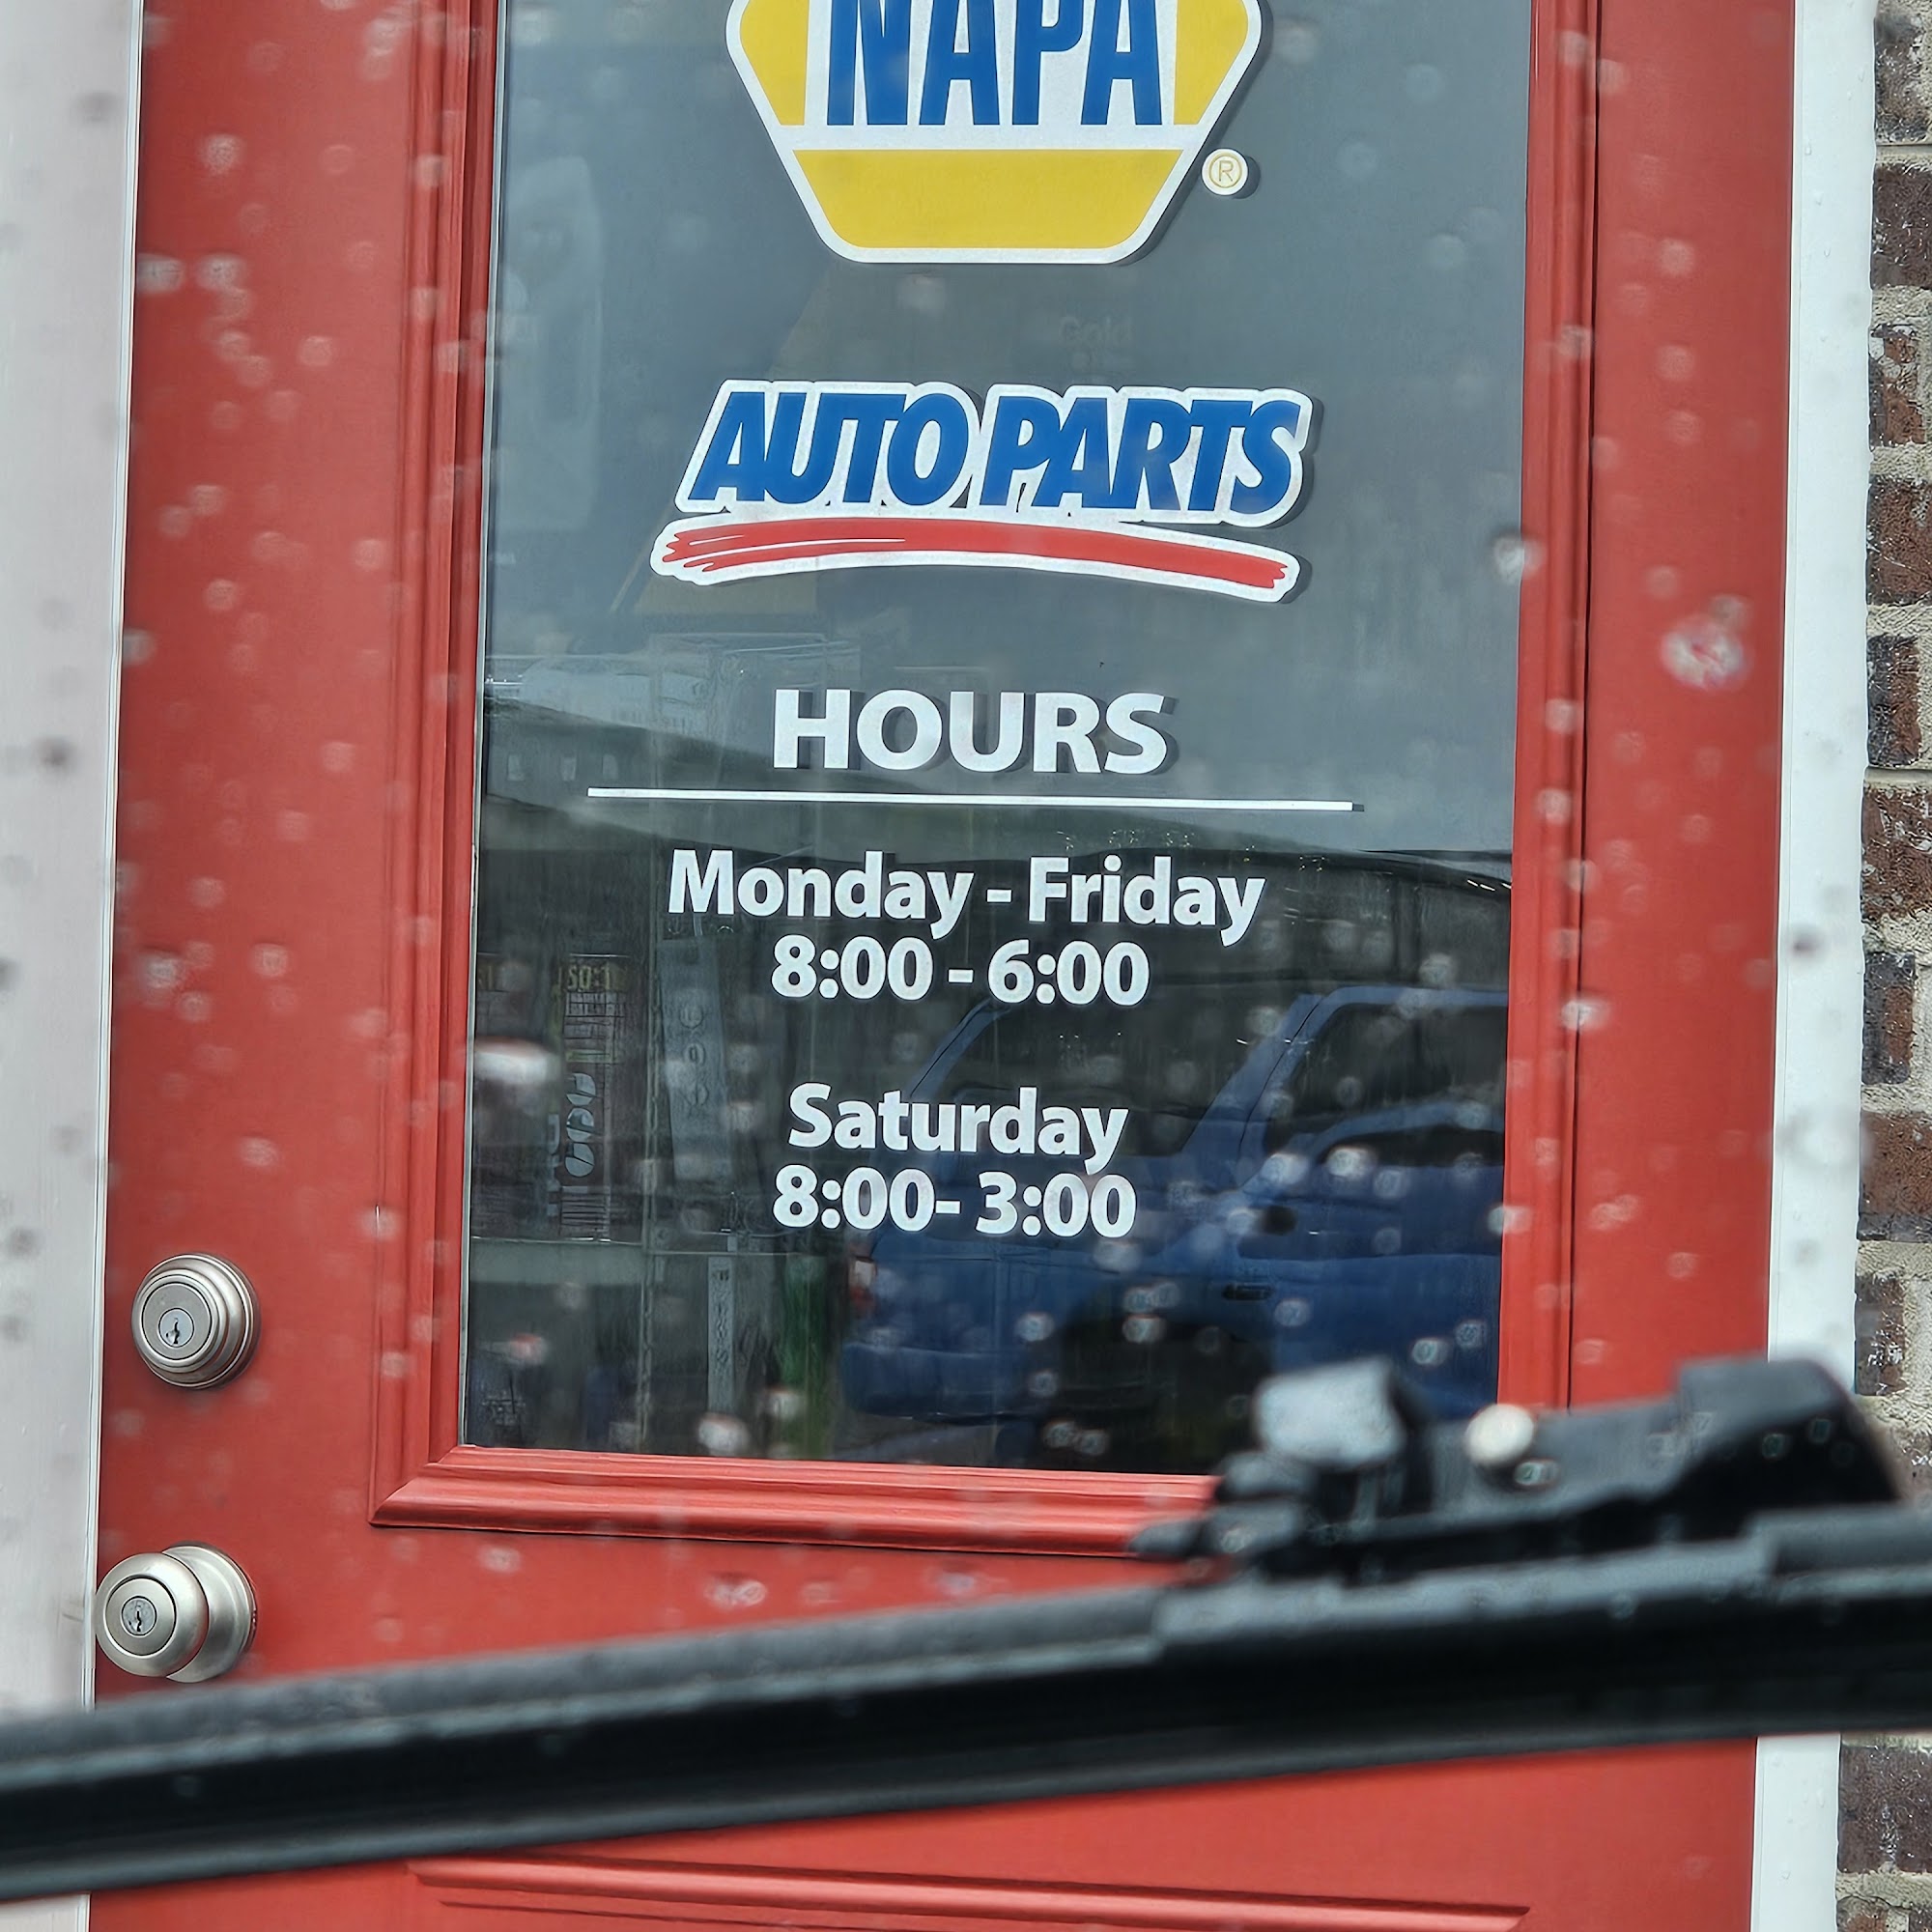 NAPA
®
AUTO PARTS
HOURS
Monday - Friday
8:00 - 6:00
Saturday
8:00- 3:00